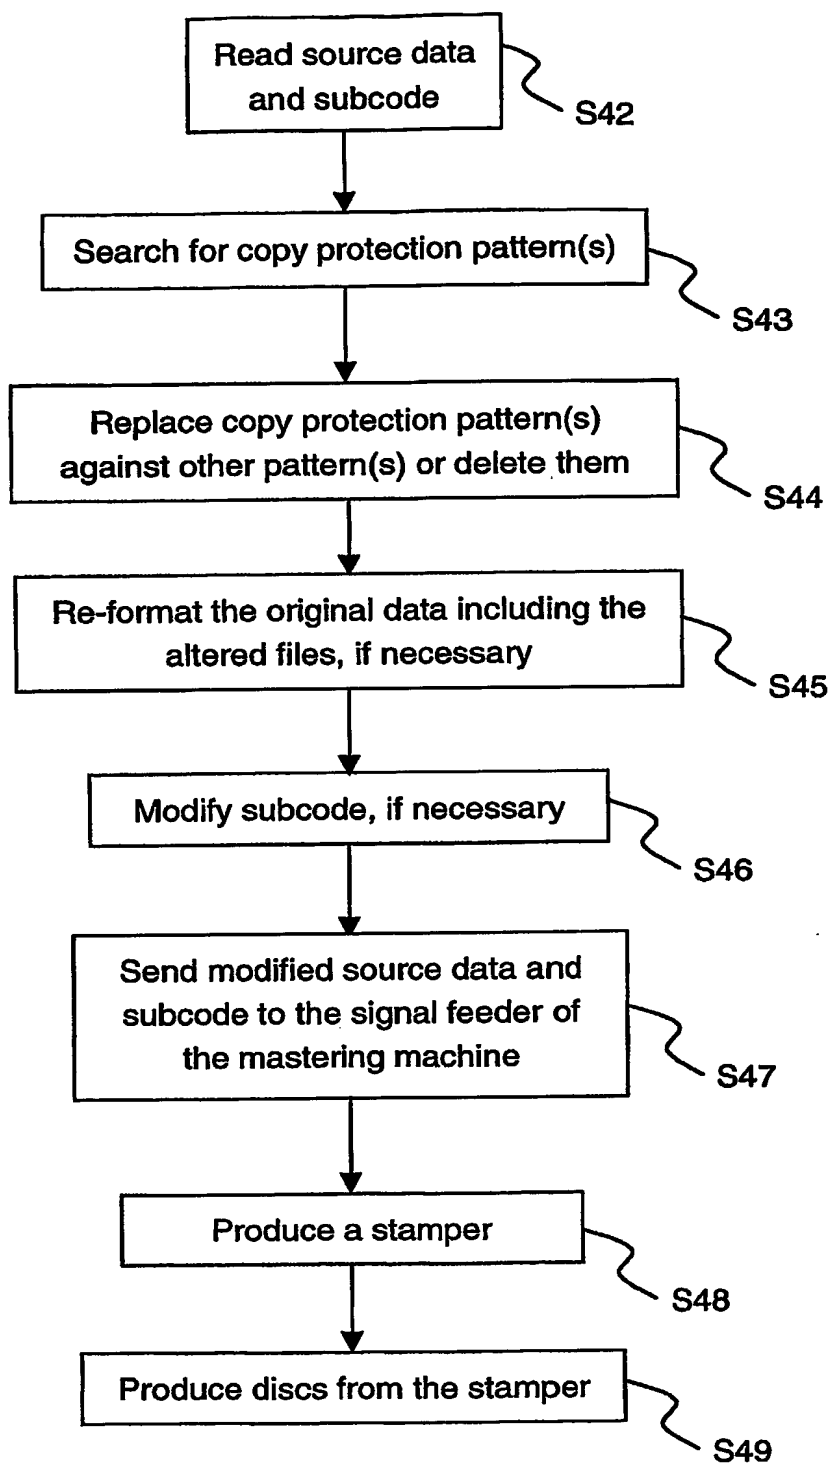 Read source data
and subcode
S42
Search for copy protection pattern(s)
S43
Replace copy protection pattern(s)
against other pattern(s) or delete them
S44
Re-format the original data including the
altered files, if necessary
S45
Modify subcode, if necessary
S46
Send modified source data and
subcode to the signal feeder of
the mastering machine
S47
Produce a stamper
S48
Produce discs from the stamper
S49